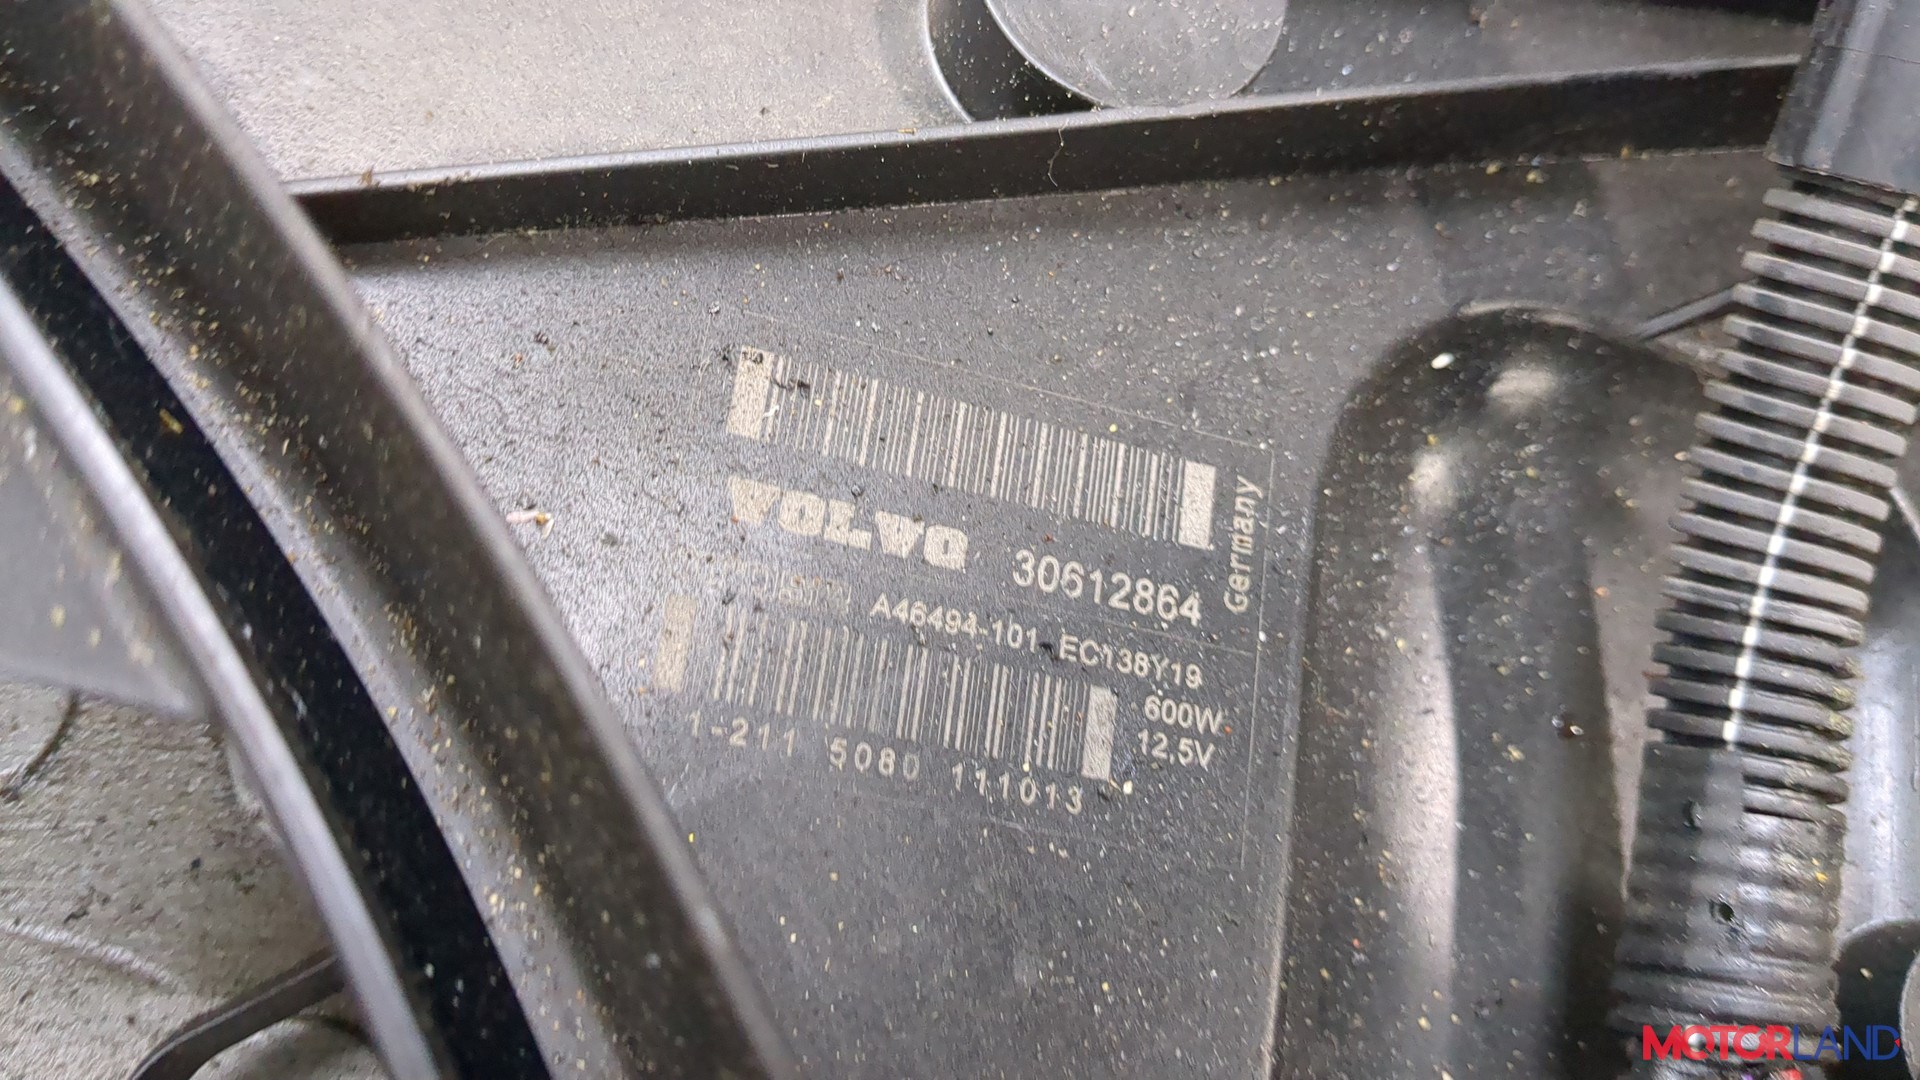 VOLVO 30612864
Germany
A46494-101 EC138Y19
600W
12.5V
1-211 5080 111013
MOTORLAND